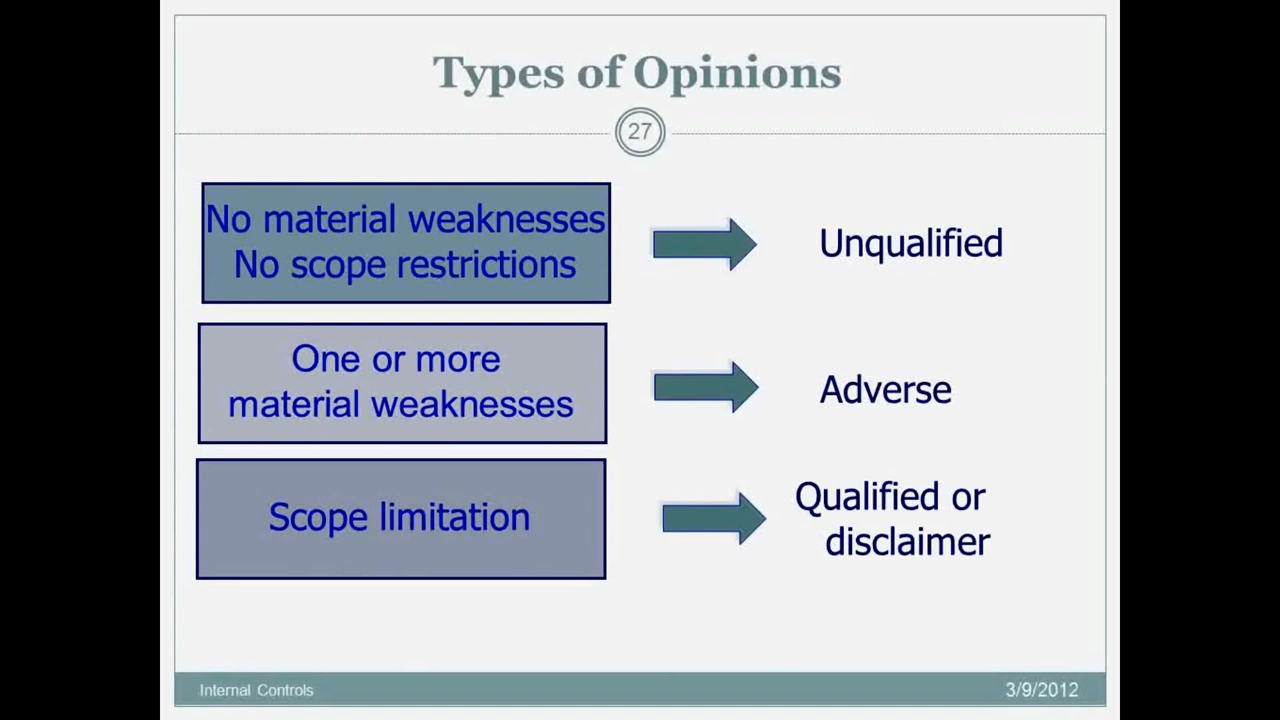 Types of Opinions
27
No material weaknesses
No scope restrictions
Unqualified
One or more
material weaknesses
Adverse
Scope limitation
Qualified or
disclaimer
Internal Controls
3/9/2012